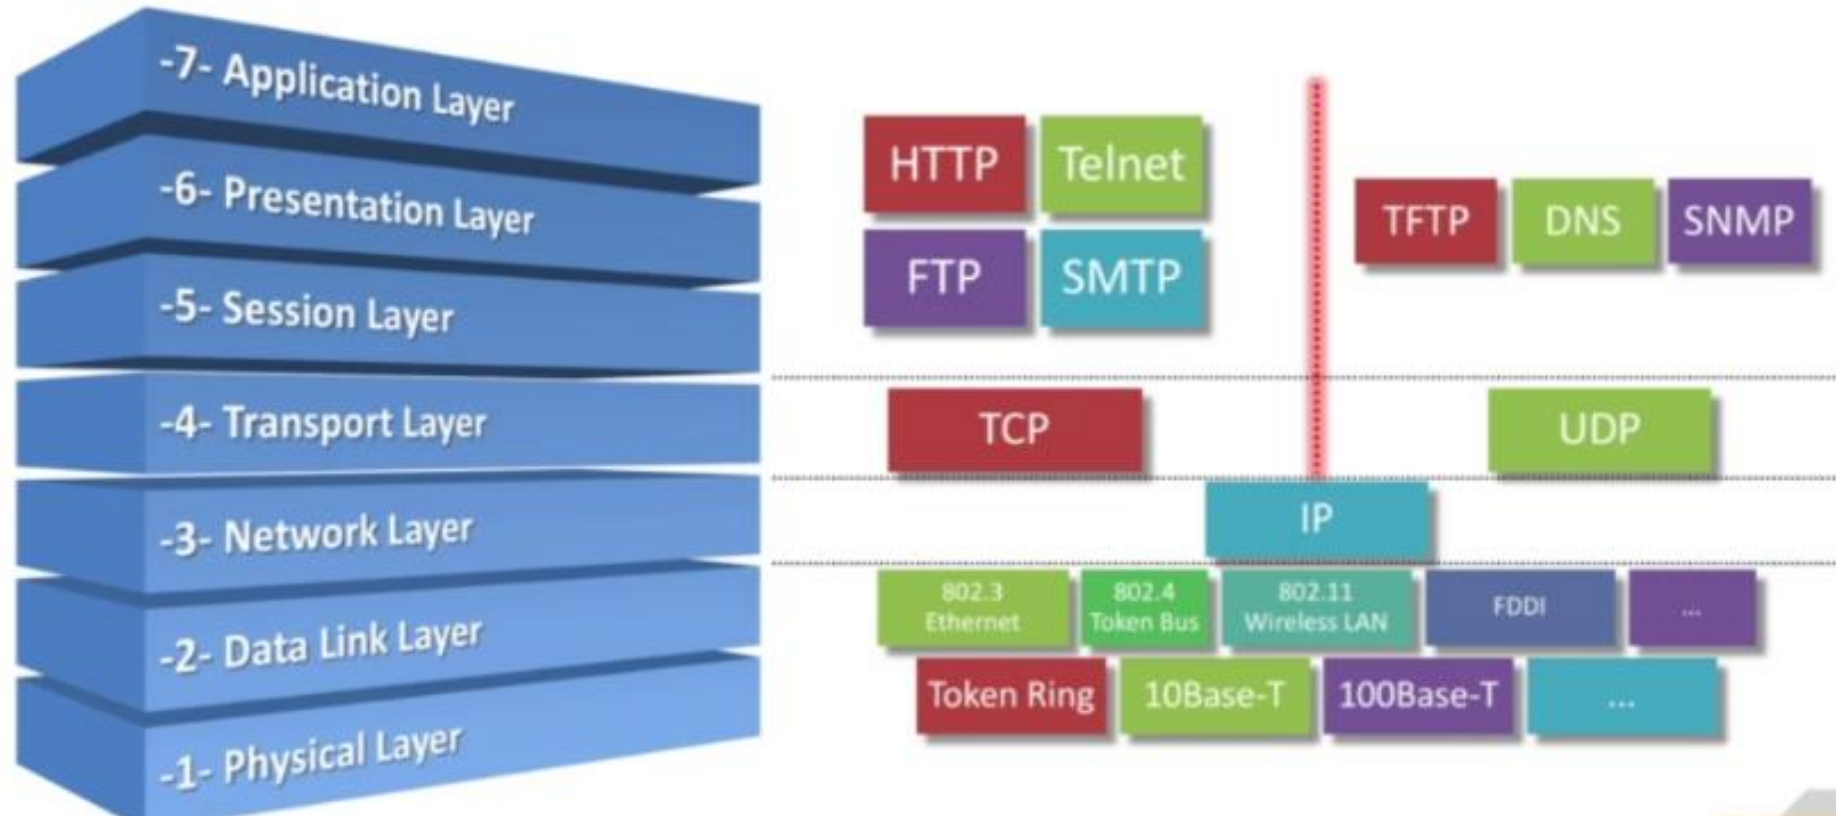 -7- Application Layer
-6- Presentation Layer
-5- Session Layer
-4- Transport Layer
-3- Network Layer
-2- Data Link Layer
-1- Physical Layer
HTTP Telnet
FTP SMTP
TFTP DNS SNMP
TCP UDP
IP
802.3
Ethernet
802.4
Token Bus
802.11
Wireless LAN
FDDI
...
Token Ring 10Base-T 100Base-T ...